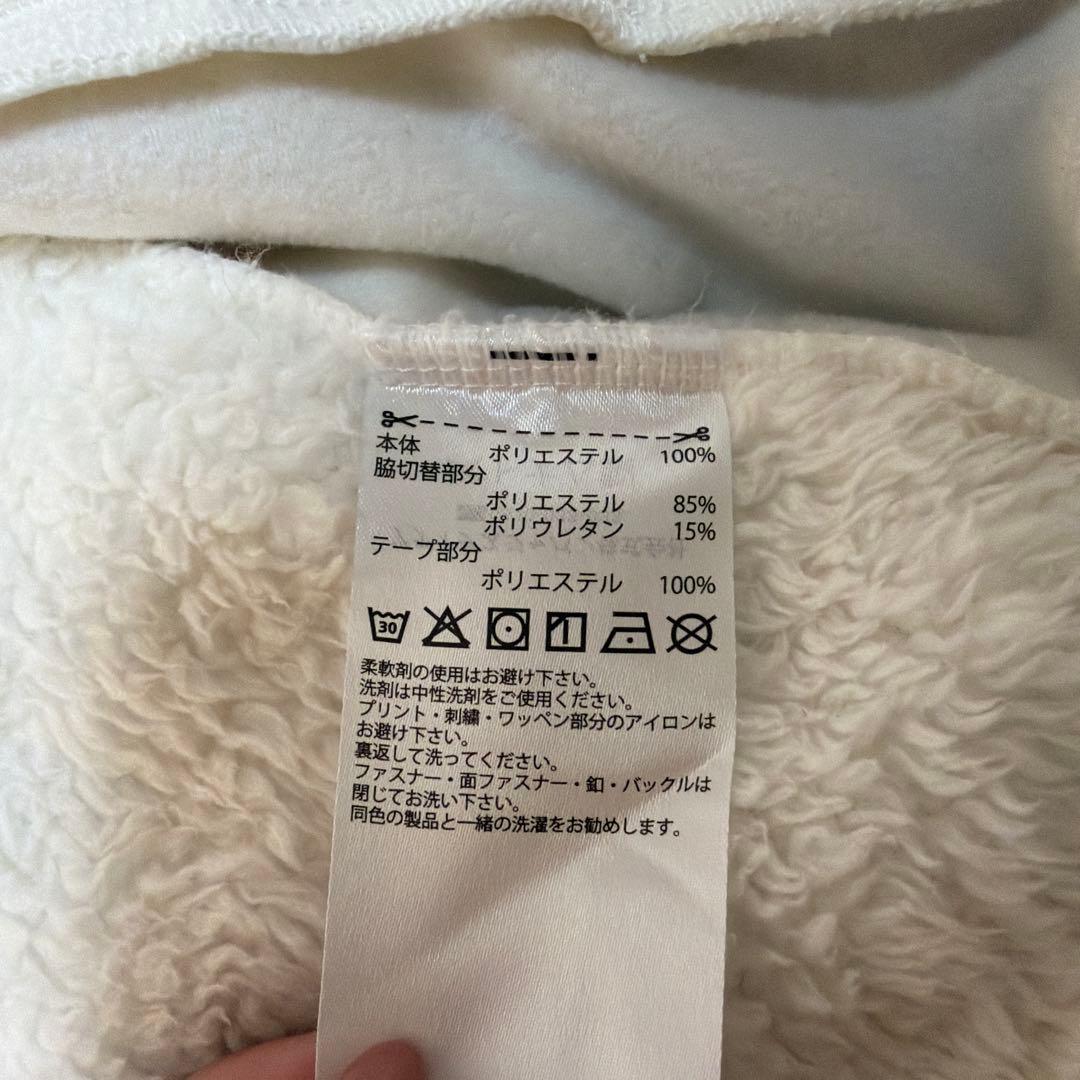 本体 ポリエステル 100%
脇切替部分
ポリエステル 85%
ポリウレタン 15%
テープ部分
ポリエステル 100%
30
柔軟剤の使用はお避け下さい。
洗剤は中性洗剤をご使用ください。
プリント・刺繍・ワッペン部分のアイロンは
お避け下さい。
裏返して洗ってください。
ファスナー・面ファスナー・釦・バックルは
閉じてお洗い下さい。
同色の製品と一緒の洗濯をお勧めします。